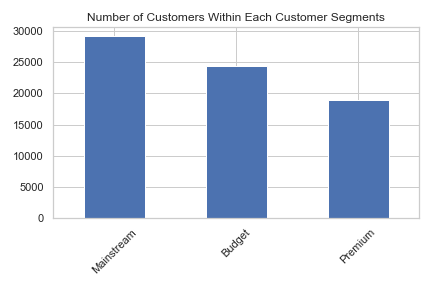 Number of Customers Within Each Customer Segments
30000
25000
20000
15000
10000
5000
0
Mainstream
Budget
Premium